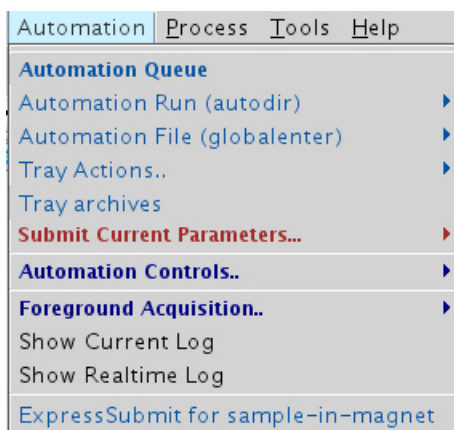 Automation Process Tools Help
Automation Queue
Automation Run (autodir)
Automation File (globalenter)
Tray Actions..
Tray archives
Submit Current Parameters...
Automation Controls..
Foreground Acquisition..
Show Current Log
Show Realtime Log
ExpressSubmit for sample-in-magnet